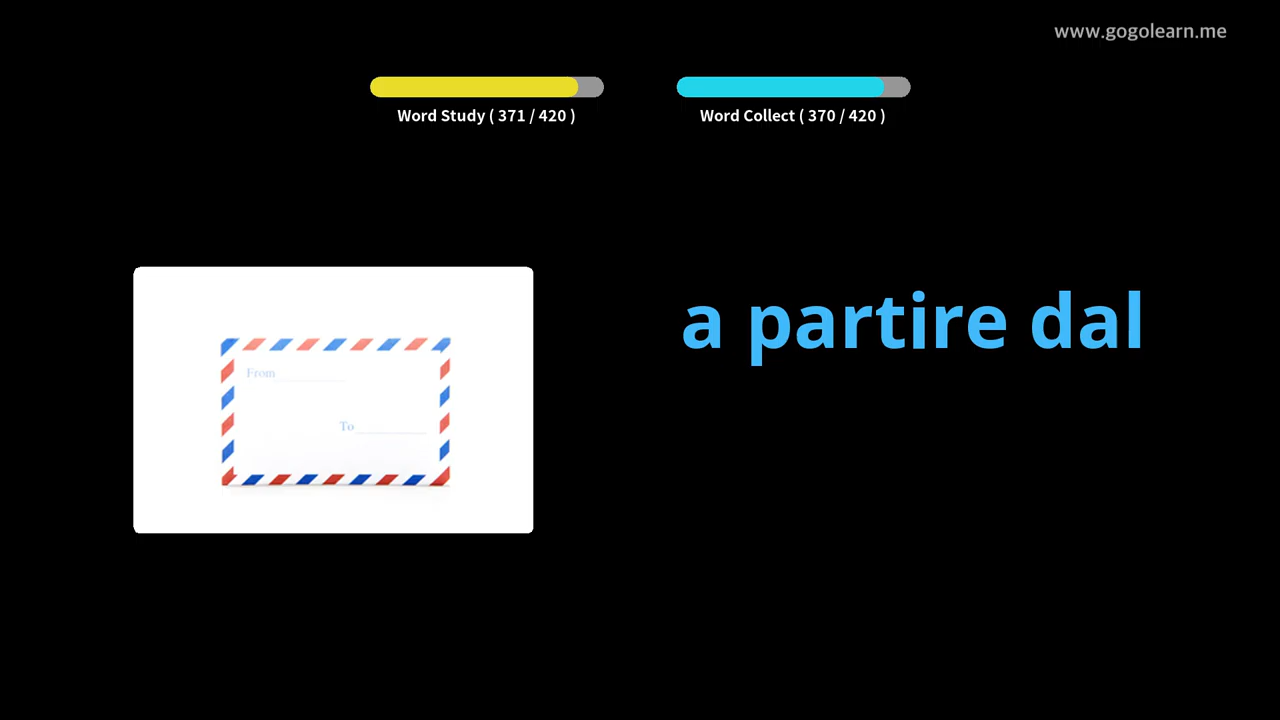 www.gogolearn.me
Word Study ( 371 / 420 )
Word Collect ( 370 / 420 )
a partire dal
From
To